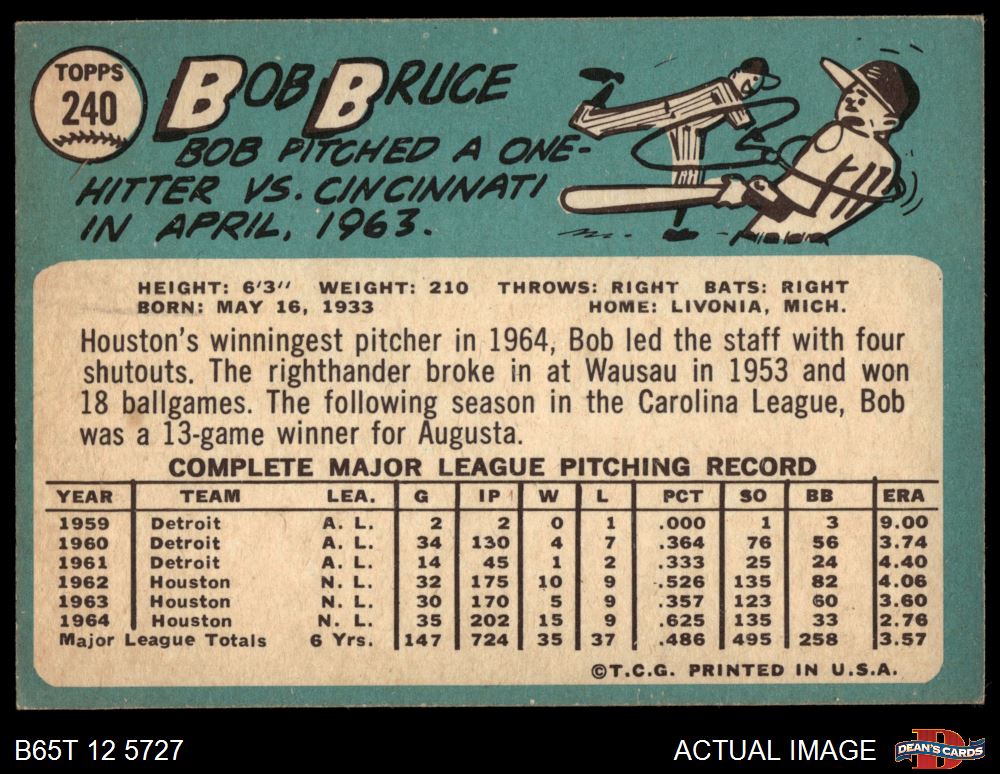 TOPPS
240
BOB BRUCE
BOB PITCHED A ONE-
HITTER VS. CINCINNATI
IN APRIL, 1963.
HEIGHT: 6'3" WEIGHT: 210 THROWS: RIGHT BATS: RIGHT
BORN: MAY 16, 1933 HOME: LIVONIA, MICH.
Houston's winningest pitcher in 1964, Bob led the staff with four
shutouts. The righthander broke in at Wausau in 1953 and won
18 ballgames. The following season in the Carolina League, Bob
was a 13-game winner for Augusta.
COMPLETE MAJOR LEAGUE PITCHING RECORD
YEAR TEAM LEA. G IP W L PCT SO BB ERA
1959 Detroit A. L. 2 2 0 1 .000 1 3 9.00
1960 Detroit A. L. 34 130 4 7 .364 76 56 3.74
1961 Detroit A. L. 14 45 1 2 .333 25 24 4.40
1962 Houston N. L. 32 175 10 9 .526 135 82 4.06
1963 Houston N. L. 30 170 5 9 .357 123 60 3.60
1964 Houston N. L. 35 202 15 9 .625 135 33 2.76
Major League Totals 6 Yrs. 147 724 35 37 .486 495 258 3.57
©T.C.G. PRINTED IN U.S.A.
B65T 12 5727 ACTUAL IMAGE D DEAN'S CARDS